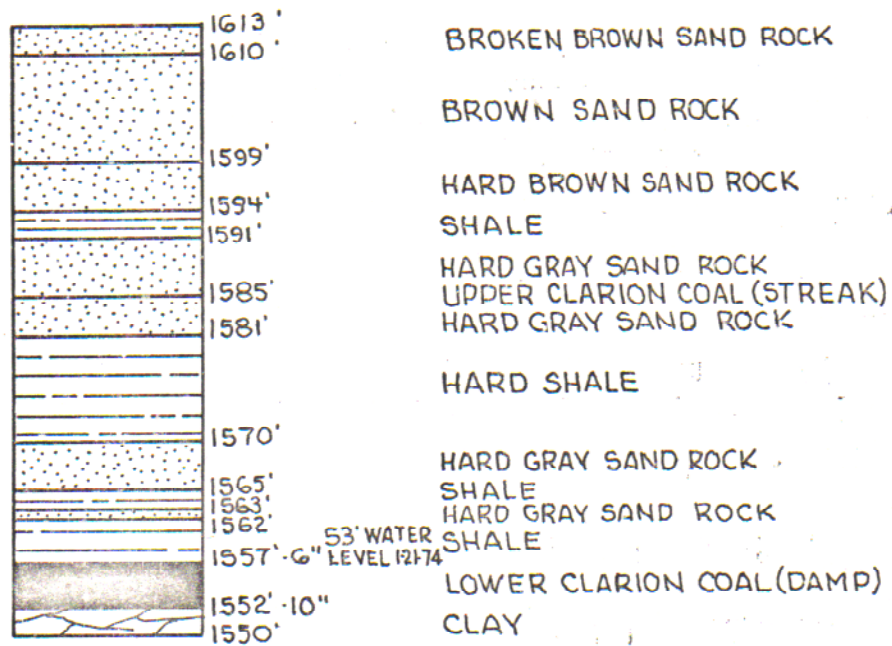 1613'
BROKEN BROWN SAND ROCK
1610'
BROWN SAND ROCK
1599'
HARD BROWN SAND ROCK
1594'
SHALE
1591'
HARD GRAY SAND ROCK
1585' UPPER CLARION COAL (STREAK)
HARD GRAY SAND ROCK
1581'
HARD SHALE
1570'
HARD GRAY SAND ROCK
1565' SHALE
1563' HARD GRAY SAND ROCK
1562'
53' WATER SHALE
1557'-6" LEVEL 1-21-74
LOWER CLARION COAL (DAMP)
1552'-10"
CLAY
1550'